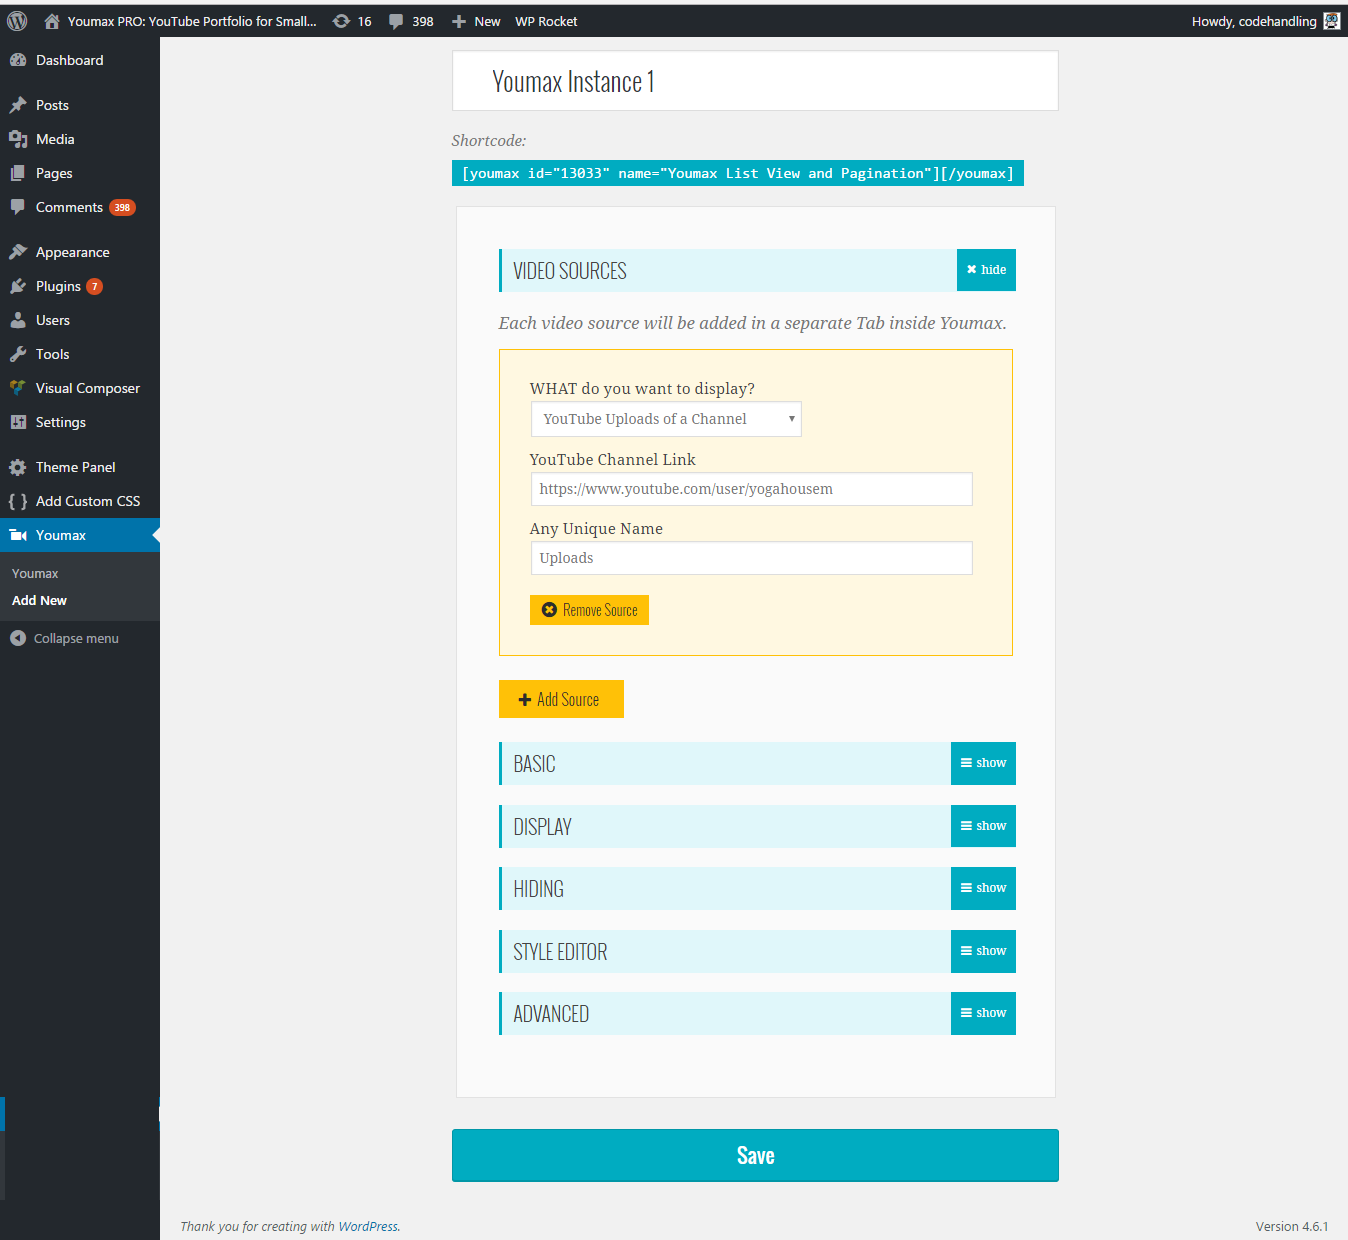 Youmax PRO: YouTube Portfolio for Small... 16 398 New WP Rocket Howdy, codehandling
Dashboard
Posts
Media
Pages
Comments 398
Appearance
Plugins 7
Users
Tools
Visual Composer
Settings
Theme Panel
Add Custom CSS
Youmax
Youmax
Add New
Collapse menu
Youmax Instance 1
Shortcode:
[youmax id="13033" name="Youmax List View and Pagination"][/youmax]
VIDEO SOURCES hide
Each video source will be added in a separate Tab inside Youmax.
WHAT do you want to display?
YouTube Uploads of a Channel
YouTube Channel Link
https://www.youtube.com/user/yogahousem
Any Unique Name
Uploads
Remove Source
Add Source
BASIC show
DISPLAY show
HIDING show
STYLE EDITOR show
ADVANCED show
Save
Thank you for creating with WordPress. Version 4.6.1